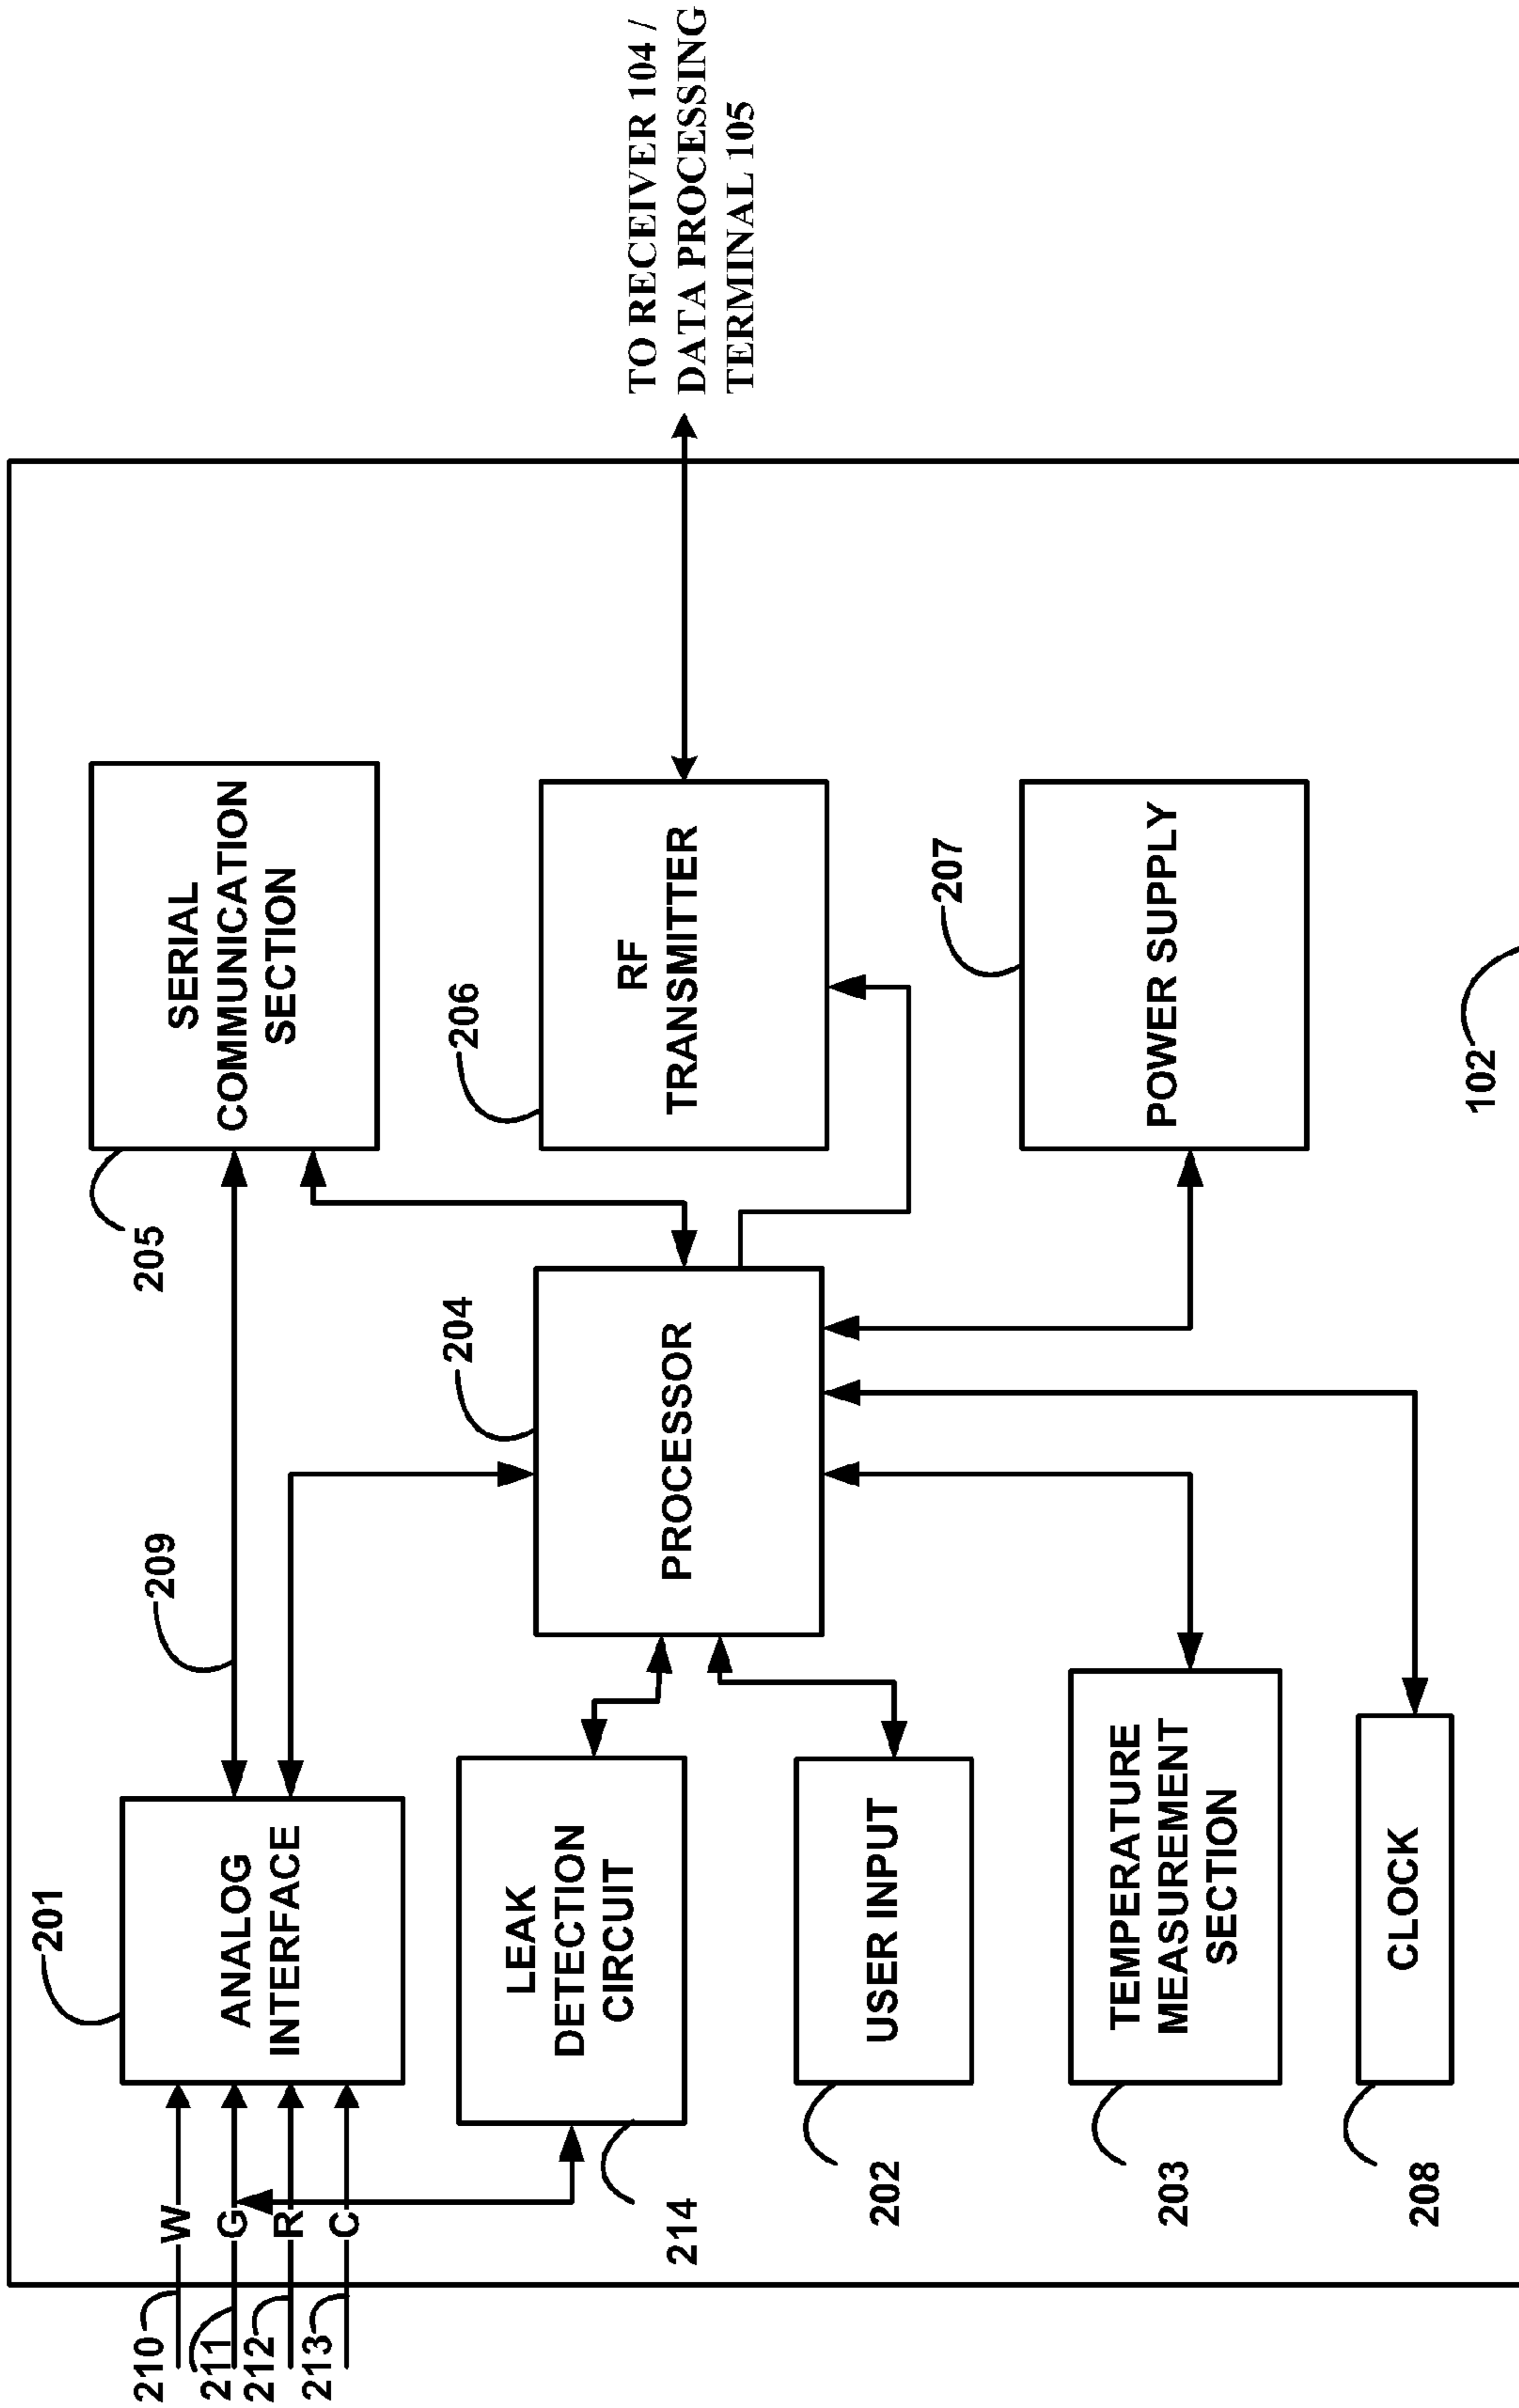 210
W
211
G
212
R
213
C
201
ANALOG
INTERFACE
209
205
SERIAL
COMMUNICATION
SECTION
214
LEAK
DETECTION
CIRCUIT
204
PROCESSOR
206
RF
TRANSMITTER
TO RECEIVER 104 /
DATA PROCESSING
TERMINAL 105
202
USER INPUT
203
TEMPERATURE
MEASUREMENT
SECTION
207
POWER SUPPLY
208
CLOCK
102